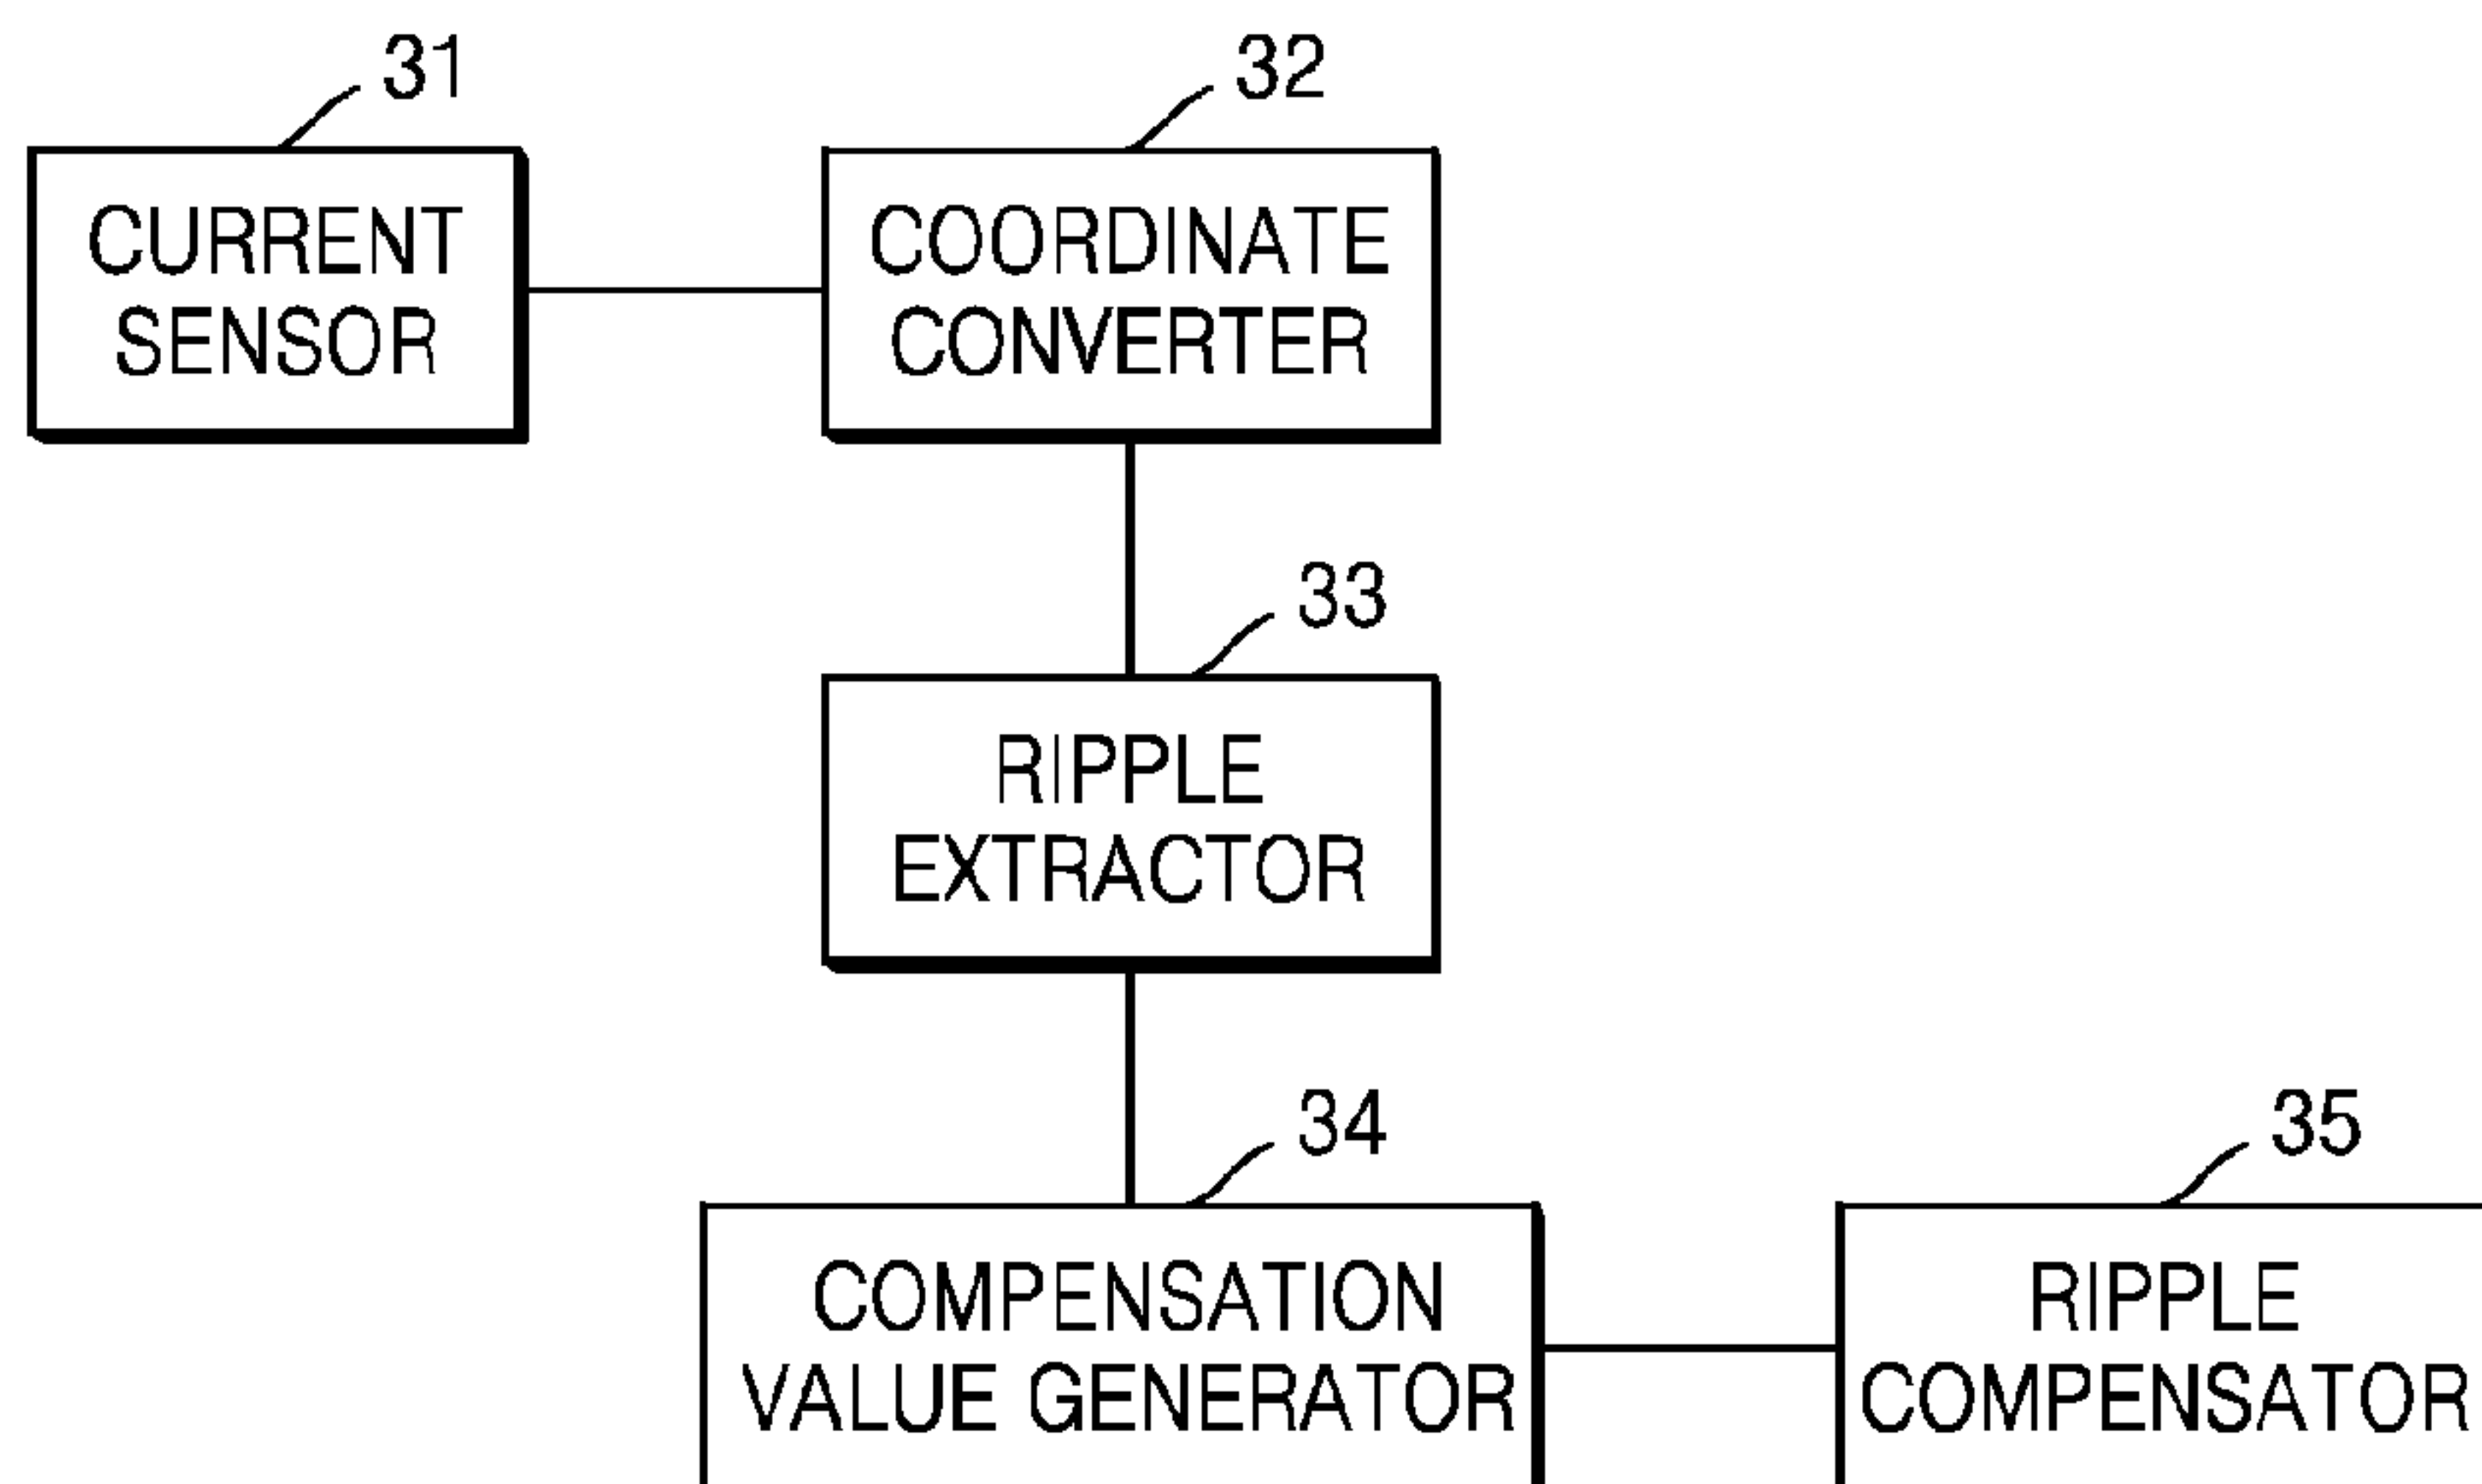 31
CURRENT
SENSOR
32
COORDINATE
CONVERTER
33
RIPPLE
EXTRACTOR
34
COMPENSATION
VALUE GENERATOR
35
RIPPLE
COMPENSATOR